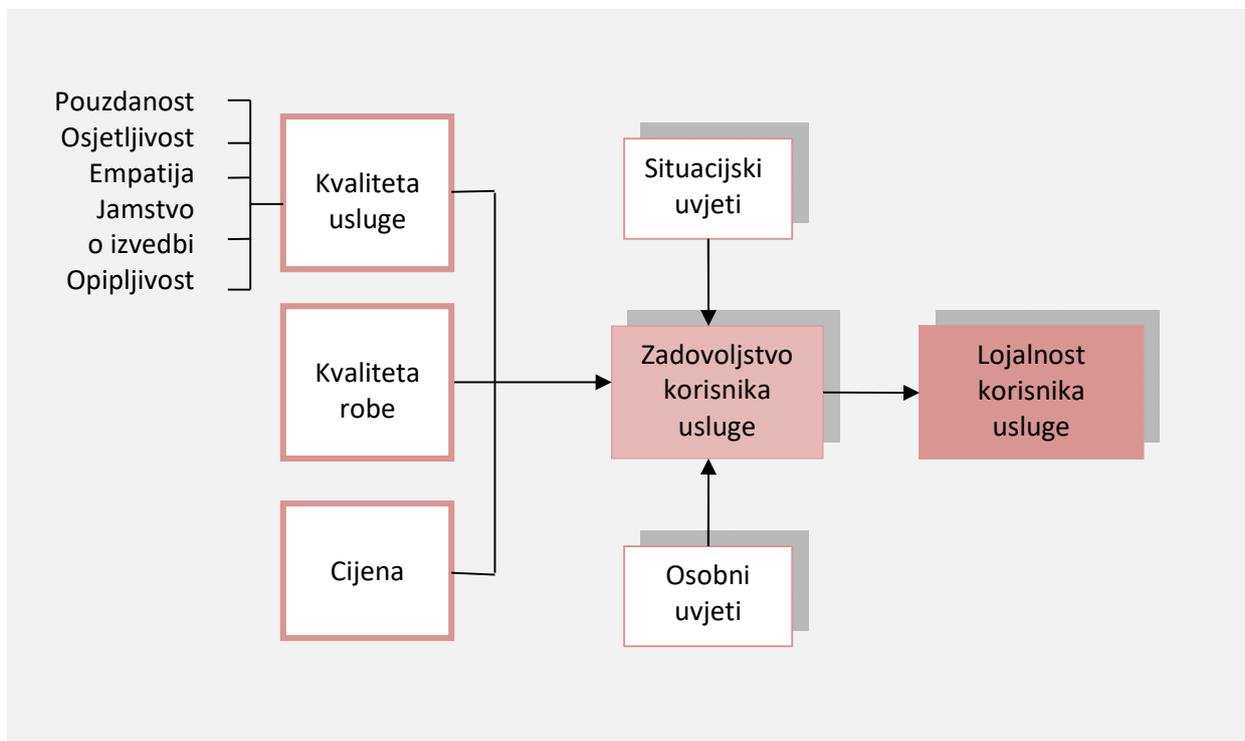 Pouzdanost
Osjetljivost
Empatija
Jamstvo
o izvedbi
Opipljivost
Kvaliteta
usluge
Kvaliteta
robe
Cijena
Situacijski
uvjeti
Zadovoljstvo
korisnika
usluge
Osobni
uvjeti
Lojalnost
korisnika
usluge